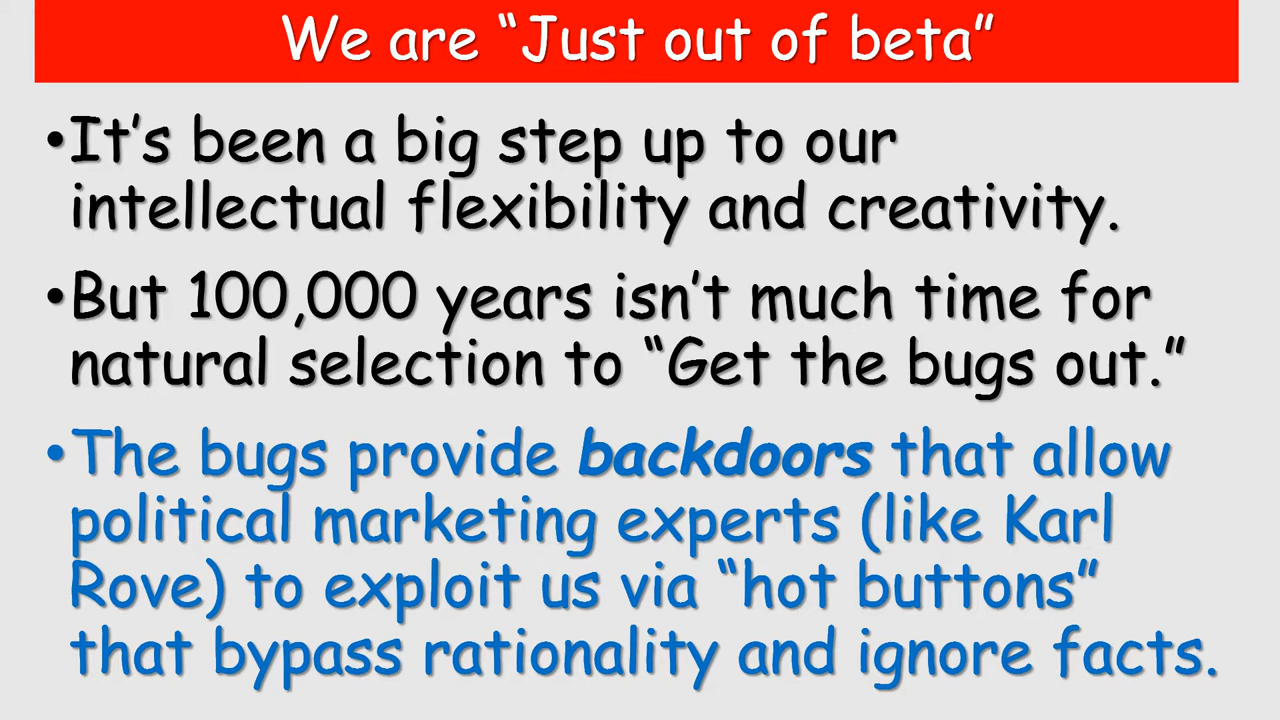 We are “Just out of beta”
•It’s been a big step up to our
intellectual flexibility and creativity.
•But 100,000 years isn’t much time for
natural selection to “Get the bugs out.”
•The bugs provide backdoors that allow
political marketing experts (like Karl
Rove) to exploit us via “hot buttons”
that bypass rationality and ignore facts.